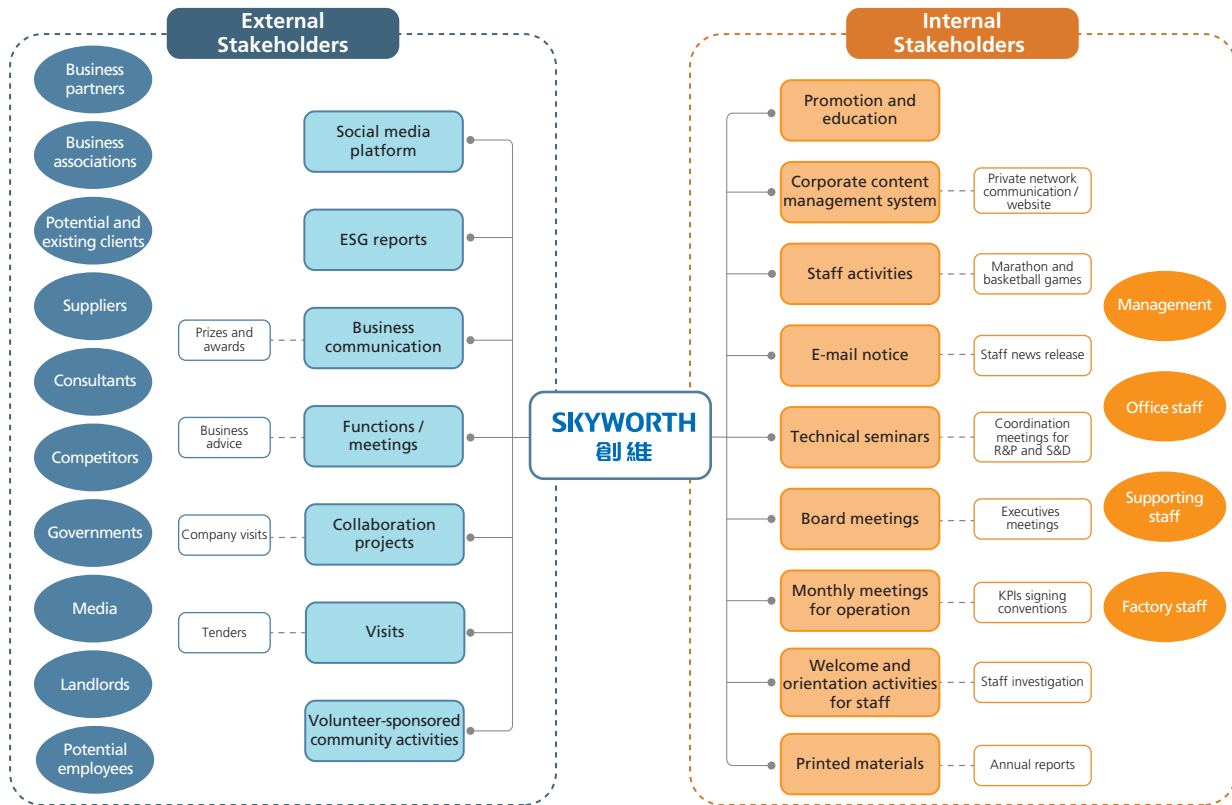 External
Stakeholders
Business
partners
Business
associations
Potential and
existing clients
Suppliers
Consultants
Competitors
Governments
Media
Landlords
Potential
employees
Social media
platform
ESG reports
Prizes and
awards
Business
communication
Business
advice
Functions /
meetings
Company visits
Collaboration
projects
Tenders
Visits
Volunteer-sponsored
community activities
SKYWORTH
創維
Internal
Stakeholders
Promotion and
education
Corporate content
management system
Private network
communication /
website
Staff activities
Marathon and
basketball games
E-mail notice
Staff news release
Technical seminars
Coordination
meetings for
R&P and S&D
Board meetings
Executives
meetings
Monthly meetings
for operation
KPIs signing
conventions
Welcome and
orientation activities
for staff
Staff investigation
Printed materials
Annual reports
Management
Office staff
Supporting
staff
Factory staff